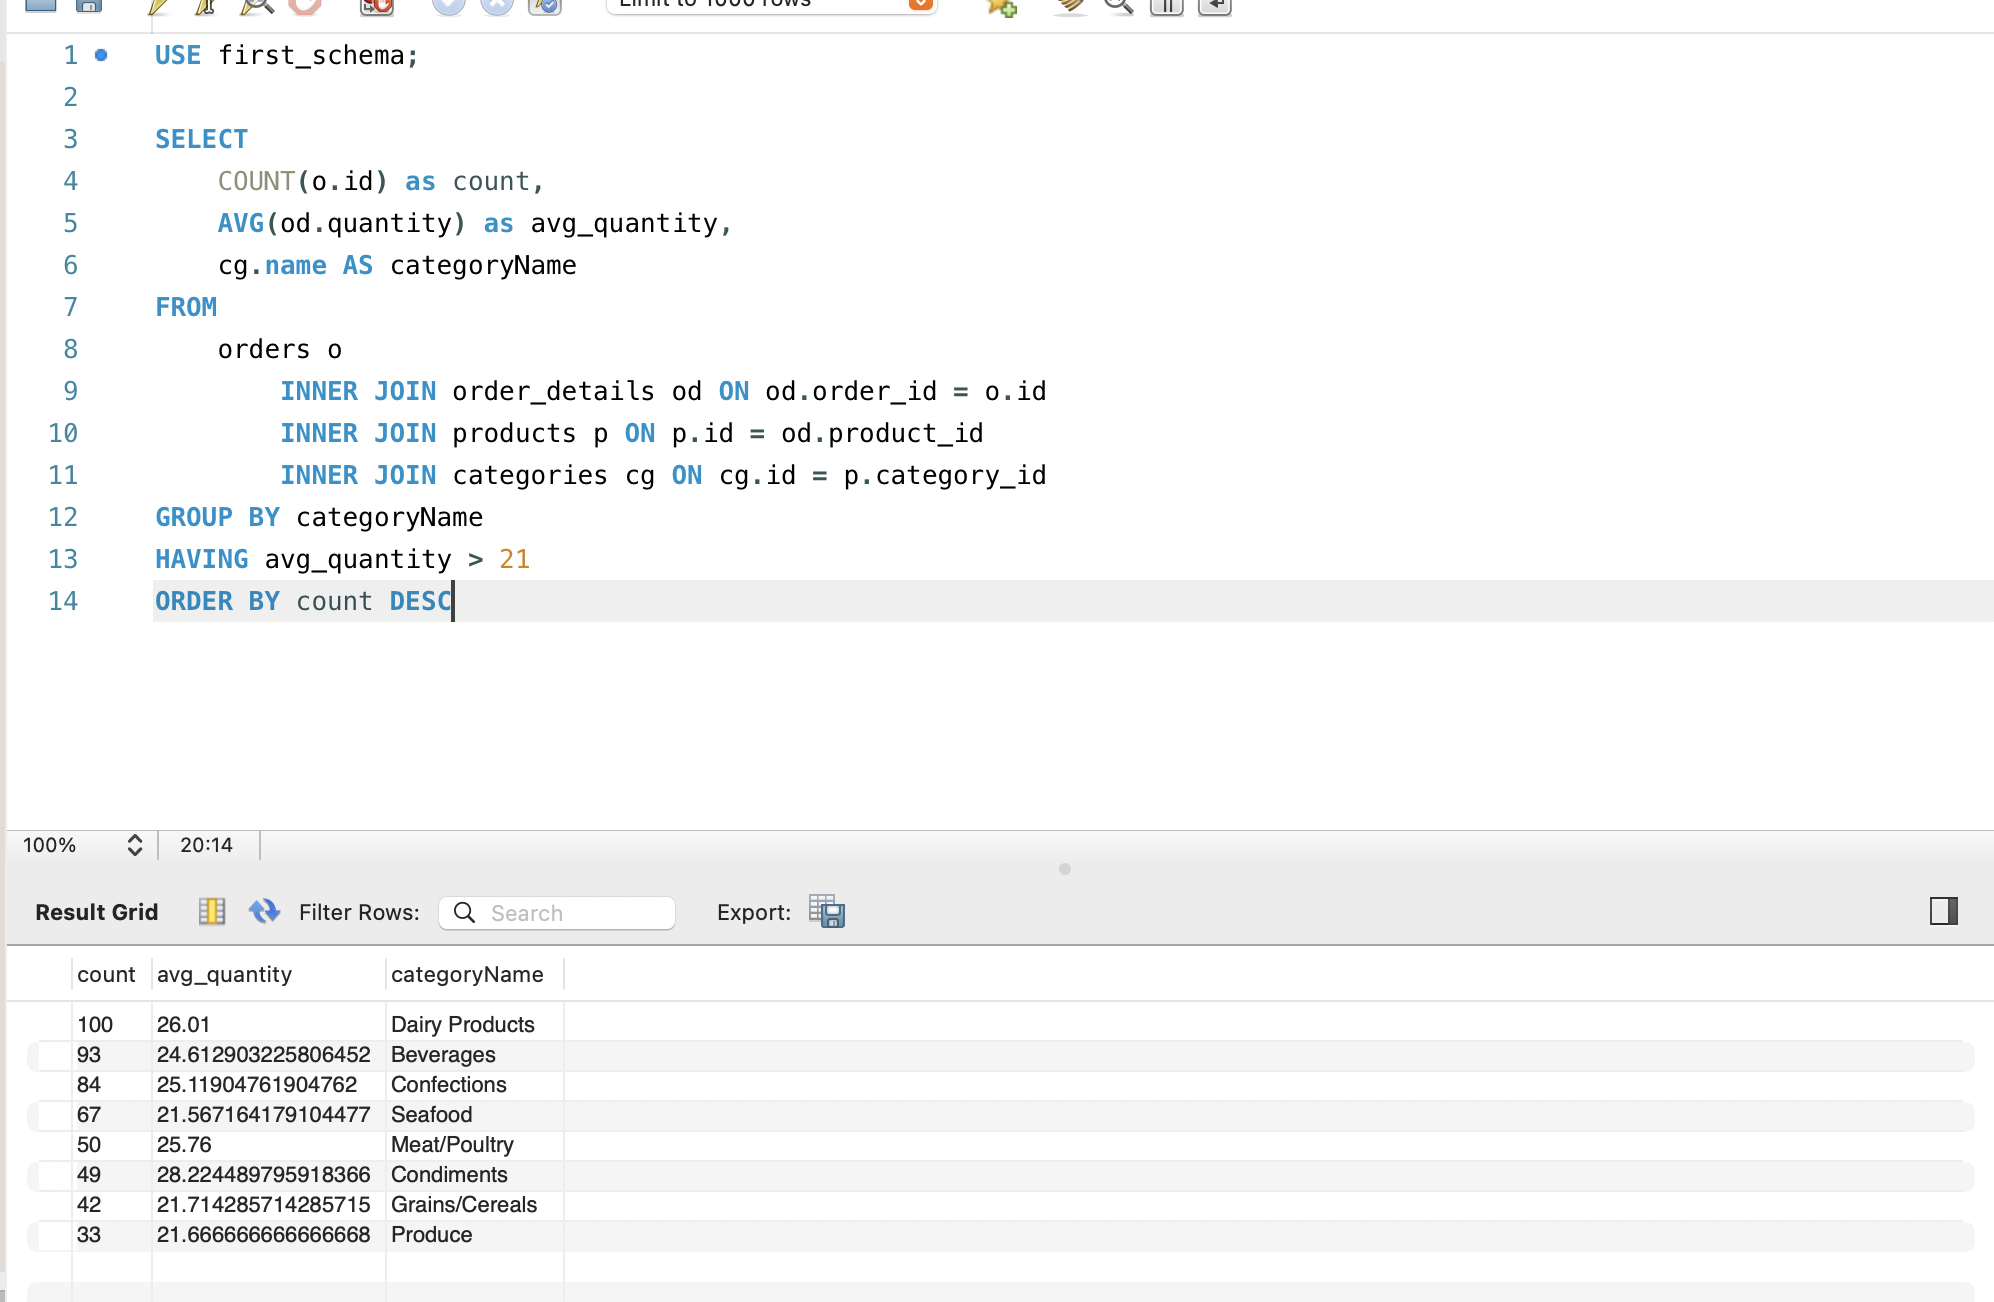 Limit to 1000 rows
1 USE first_schema;
2
3 SELECT
4 COUNT(o.id) as count,
5 AVG(od.quantity) as avg_quantity,
6 cg.name AS categoryName
7 FROM
8 orders o
9 INNER JOIN order_details od ON od.order_id = o.id
10 INNER JOIN products p ON p.id = od.product_id
11 INNER JOIN categories cg ON cg.id = p.category_id
12 GROUP BY categoryName
13 HAVING avg_quantity > 21
14 ORDER BY count DESC
100% 20:14
Result Grid Filter Rows: Search Export:
count avg_quantity categoryName
100 26.01 Dairy Products
93 24.612903225806452 Beverages
84 25.11904761904762 Confections
67 21.567164179104477 Seafood
50 25.76 Meat/Poultry
49 28.224489795918366 Condiments
42 21.714285714285715 Grains/Cereals
33 21.666666666666668 Produce